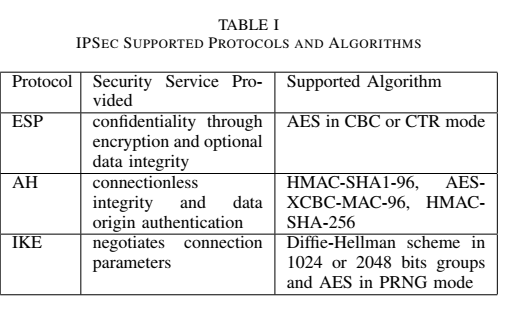 TABLE I
IPSEC SUPPORTED PROTOCOLS AND ALGORITHMS
Protocol Security Service Pro- Supported Algorithm
vided
ESP confidentiality through AES in CBC or CTR mode
encryption and optional
data integrity
AH connectionless HMAC-SHA1-96, AES-
integrity and data XCBC-MAC-96, HMAC-
origin authentication SHA-256
IKE negotiates connection Diffie-Hellman scheme in
parameters 1024 or 2048 bits groups
and AES in PRNG mode